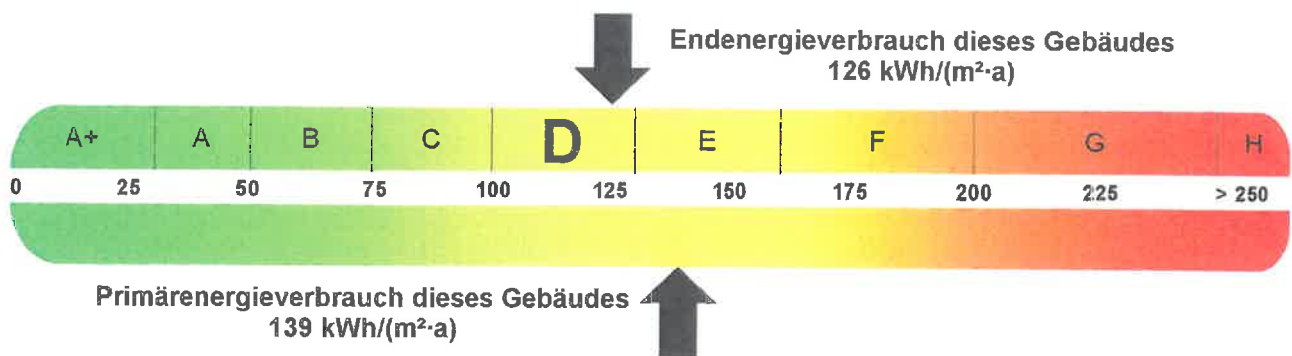 Endenergieverbrauch dieses Gebäudes
126 kWh/(m²·a)
A+ A B C D E F G H
0 25 50 75 100 125 150 175 200 225 > 250
Primärenergieverbrauch dieses Gebäudes
139 kWh/(m²·a)